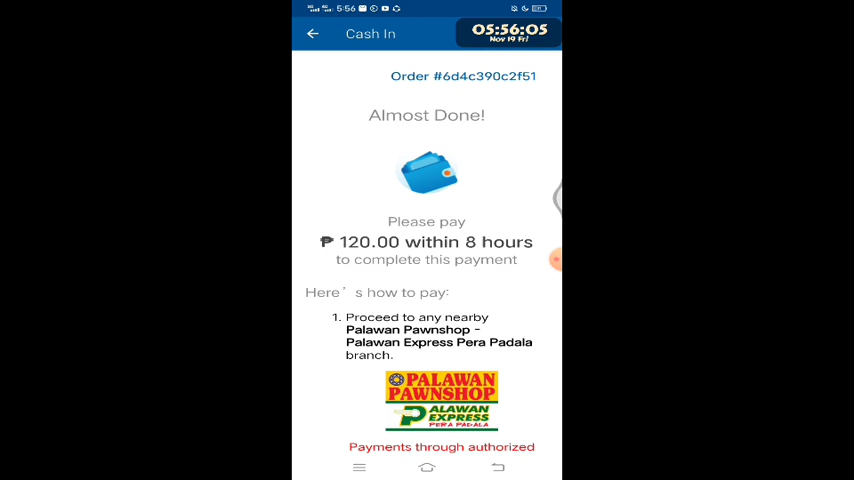 5:56
Cash In
05:56:05
Nov 19 Fri
Order #6d4c390c2f51
Almost Done!
Please pay
₱ 120.00 within 8 hours
to complete this payment
Here's how to pay:
1. Proceed to any nearby
Palawan Pawnshop -
Palawan Express Pera Padala
branch.
PALAWAN
PAWNSHOP
PALAWAN
EXPRESS
PERA PADALA
Payments through authorized